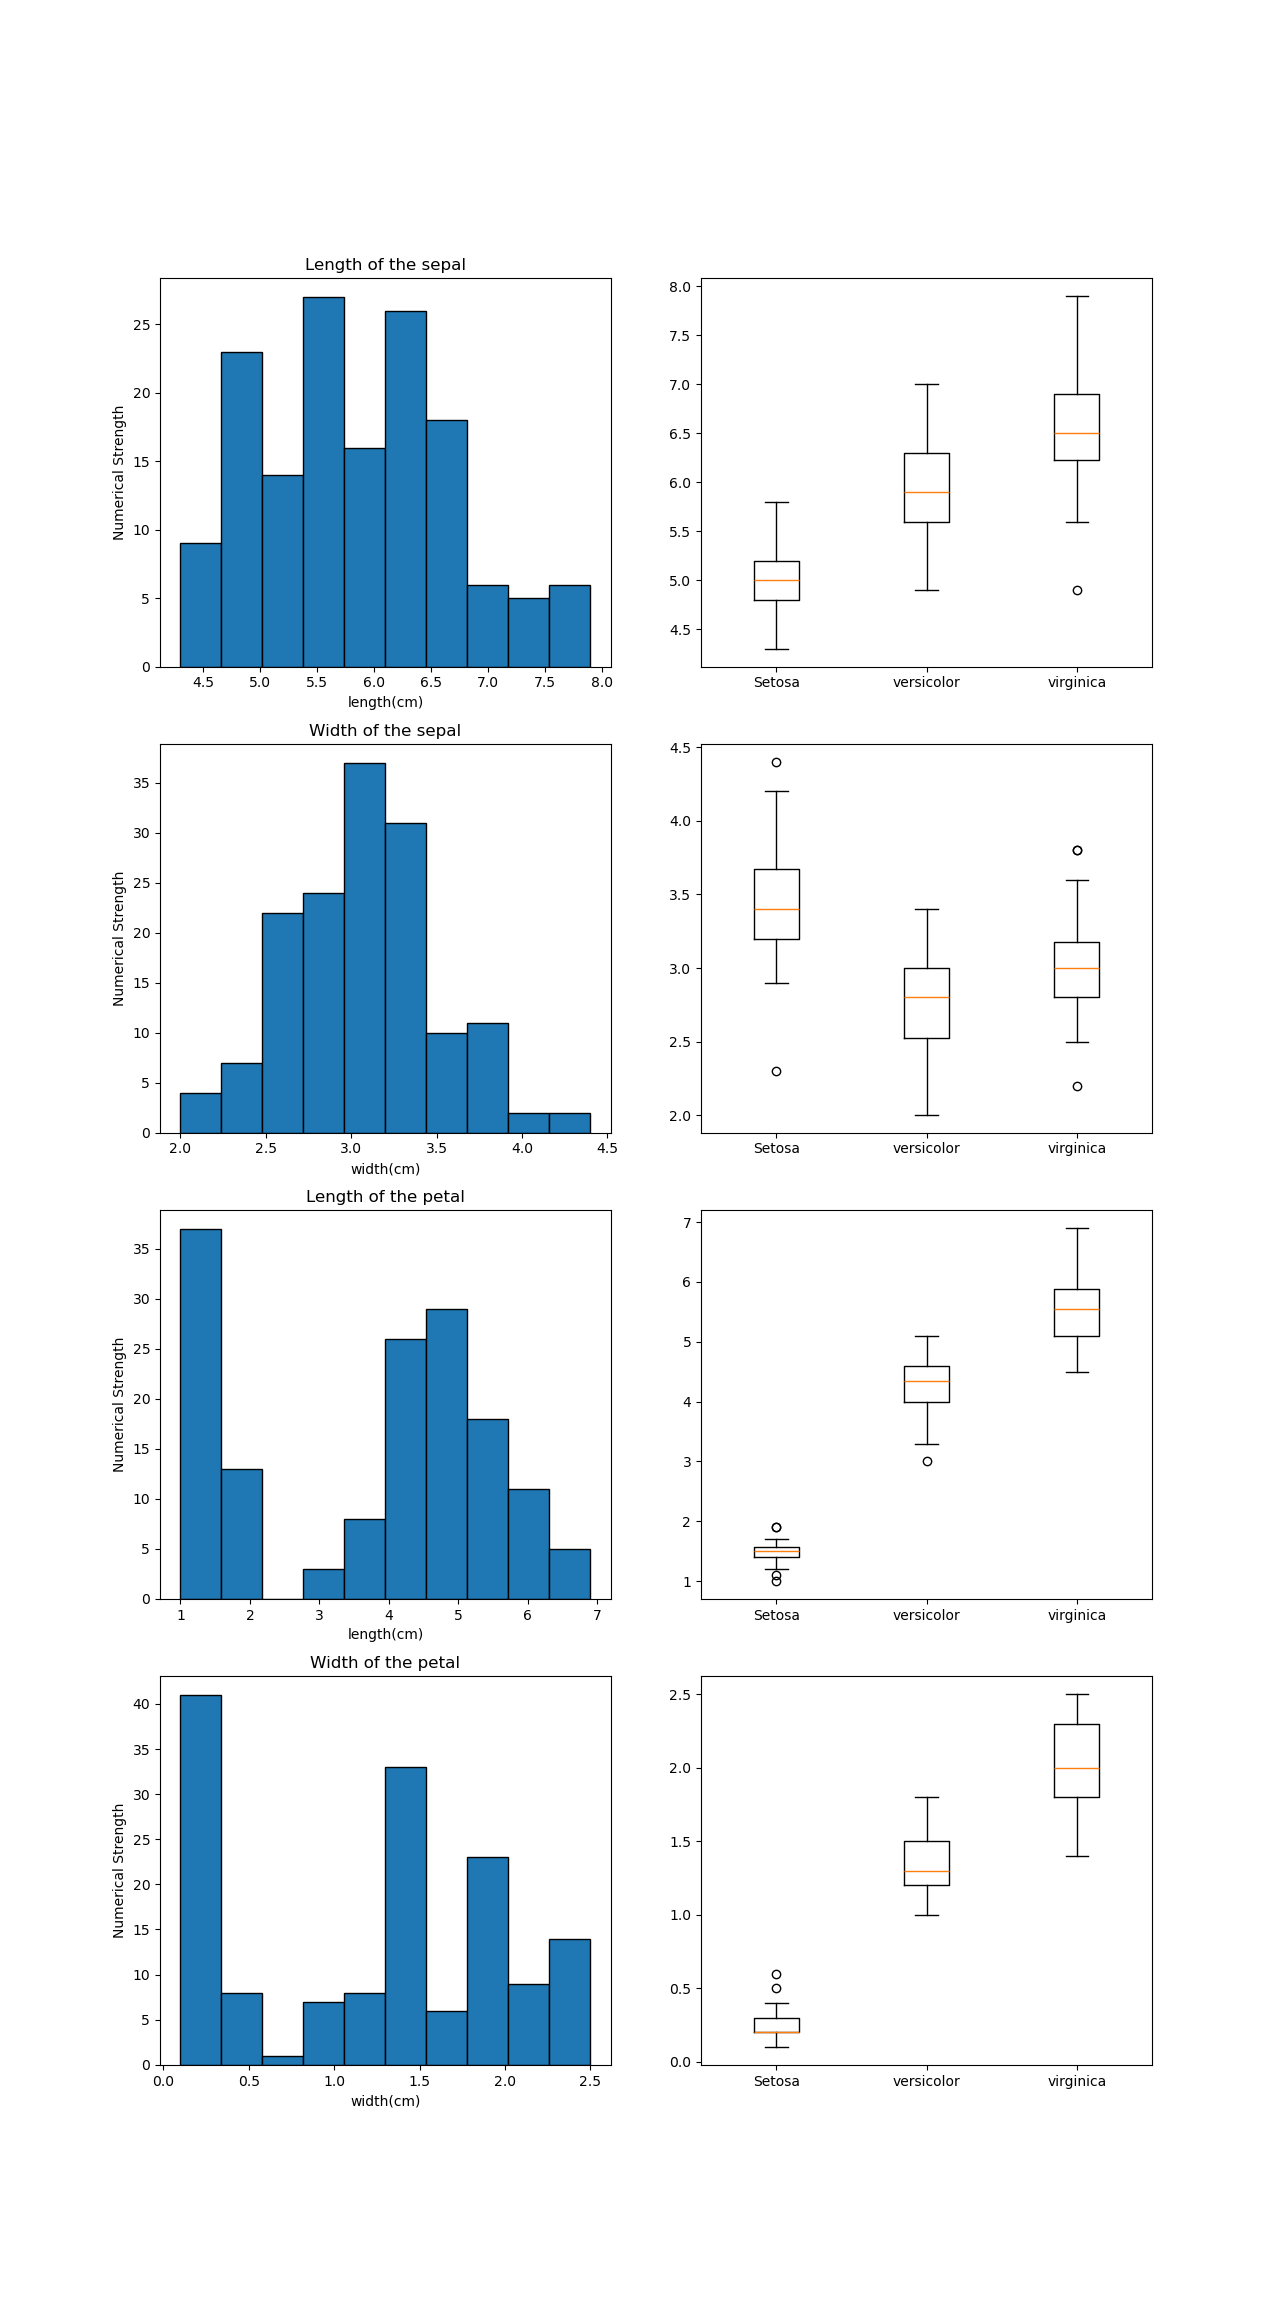 Length of the sepal
Numerical Strength
25
20
15
10
5
0
4.5 5.0 5.5 6.0 6.5 7.0 7.5 8.0
length(cm)
8.0
7.5
7.0
6.5
6.0
5.5
5.0
4.5
Setosa versicolor virginica
Width of the sepal
Numerical Strength
35
30
25
20
15
10
5
0
2.0 2.5 3.0 3.5 4.0 4.5
width(cm)
4.5
4.0
3.5
3.0
2.5
2.0
Setosa versicolor virginica
Length of the petal
Numerical Strength
35
30
25
20
15
10
5
0
1 2 3 4 5 6 7
length(cm)
7
6
5
4
3
2
1
Setosa versicolor virginica
Width of the petal
Numerical Strength
40
35
30
25
20
15
10
5
0
0.0 0.5 1.0 1.5 2.0 2.5
width(cm)
2.5
2.0
1.5
1.0
0.5
0.0
Setosa versicolor virginica